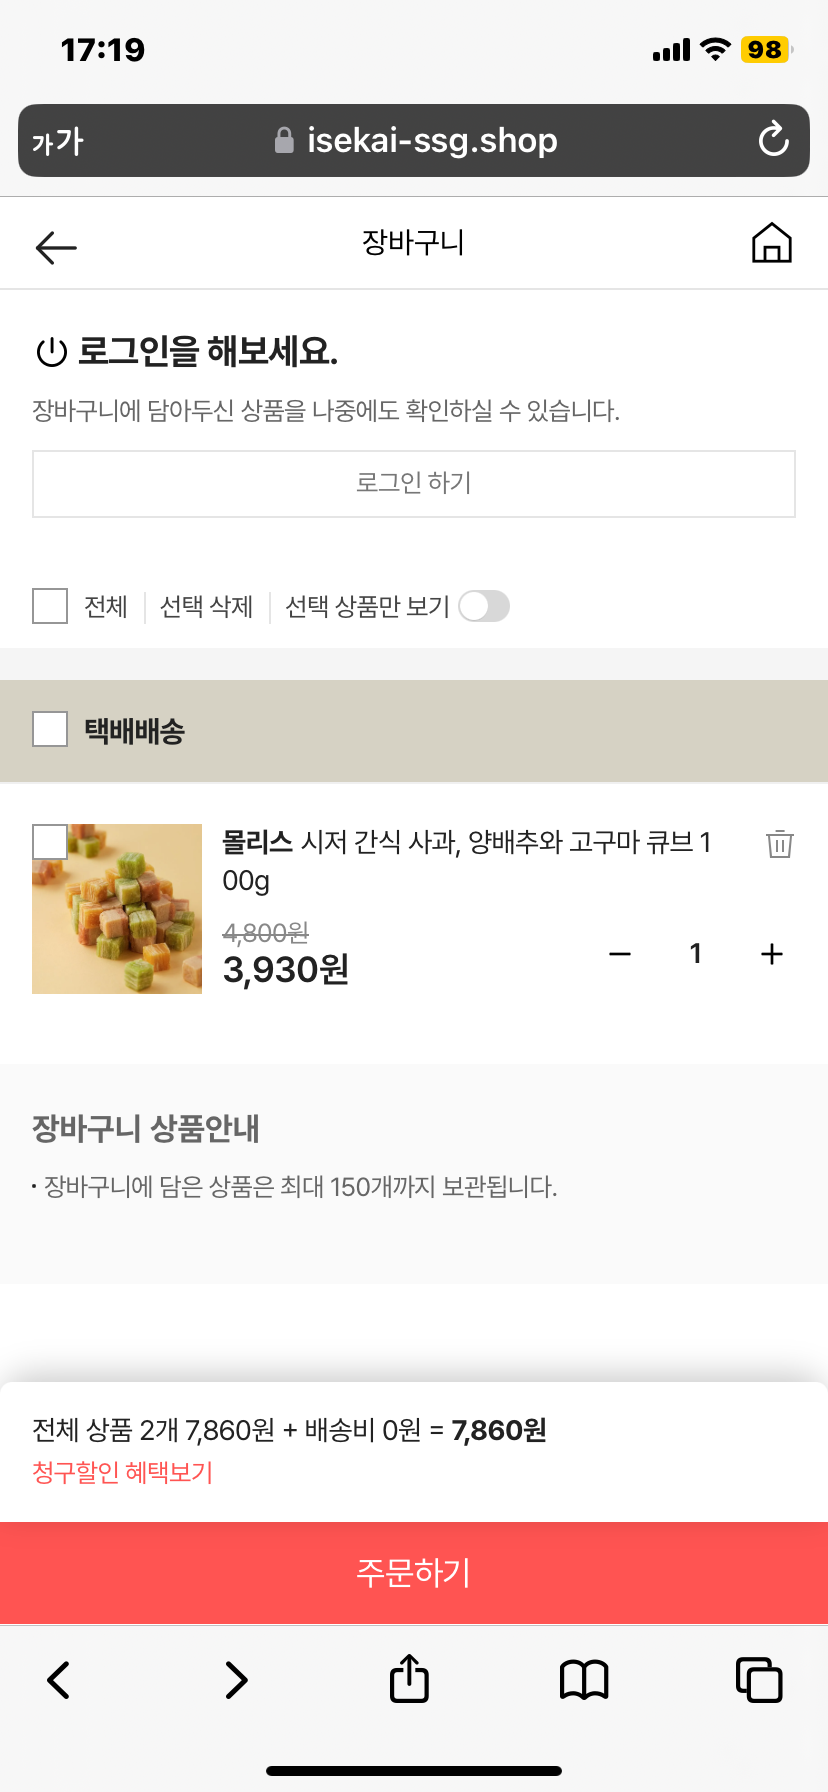 17:19
98
가가 isekai-ssg.shop
장바구니
로그인을 해보세요.
장바구니에 담아두신 상품을 나중에도 확인하실 수 있습니다.
로그인 하기
전체 선택 삭제 선택 상품만 보기
택배배송
몰리스 시저 간식 사과, 양배추와 고구마 큐브 1
00g
4,800원
3,930원
1
장바구니 상품안내
· 장바구니에 담은 상품은 최대 150개까지 보관됩니다.
전체 상품 2개 7,860원 + 배송비 0원 = 7,860원
청구할인 혜택보기
주문하기